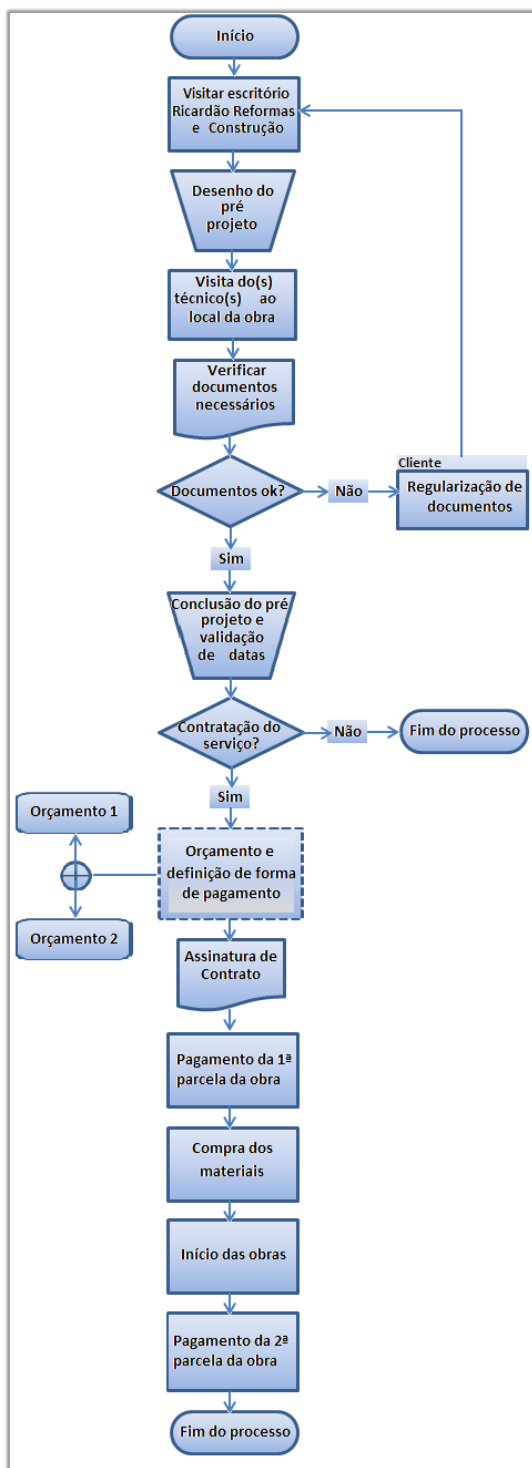 Início
Visitar escritório
Ricardão Reformas
e Construção
Desenho do
pré
projeto
Visita do(s)
técnico(s) ao
local da obra
Verificar
documentos
necessários
Documentos ok?
Não
Cliente
Regularização de
documentos
Sim
Conclusão do pré
projeto e
validação
de datas
Contratação do
serviço?
Não
Fim do processo
Sim
Orçamento 1
Orçamento e
definição de forma
de pagamento
Orçamento 2
Assinatura de
Contrato
Pagamento da 1ª
parcela da obra
Compra dos
materiais
Início das obras
Pagamento da 2ª
parcela da obra
Fim do processo